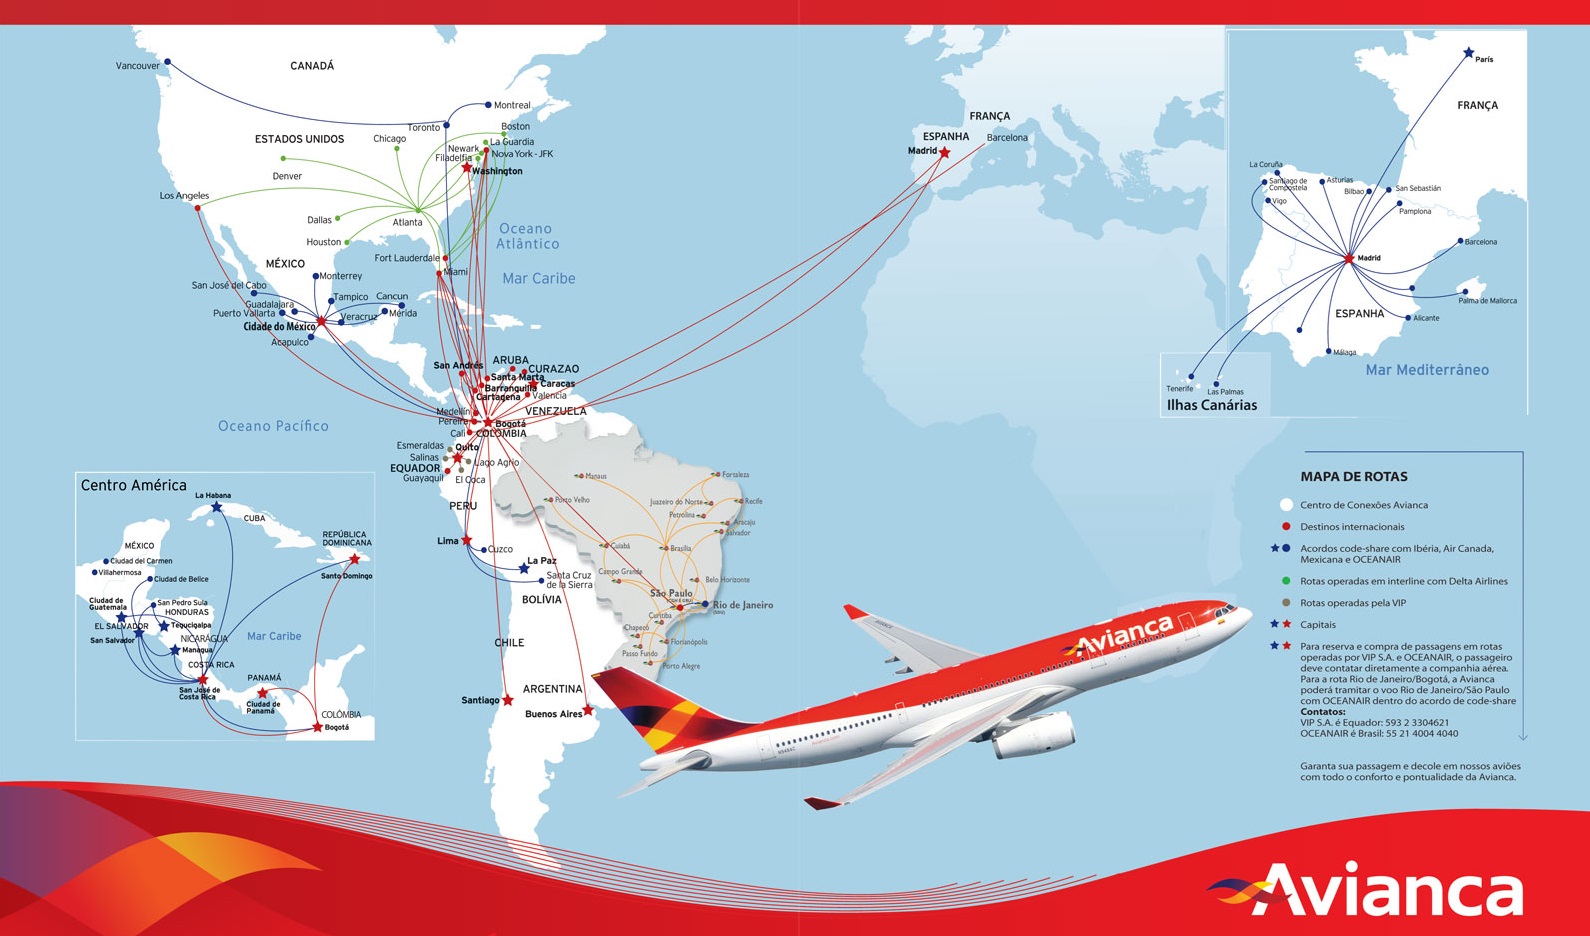 Vancouver
CANADÁ
Montreal
Toronto
Boston
ESTADOS UNIDOS
Chicago
La Guardia
Newark
Nova York - JFK
Filadelfia
Washington
Denver
Los Angeles
Dallas
Atlanta
Houston
Oceano
Atlântico
Fort Lauderdale
Miami
Mar Caribe
MÉXICO
Monterrey
San José del Cabo
Tampico
Cancun
Guadalajara
Puerto Vallarta
Veracruz
Mérida
Cidade do México
Acapulco
ARUBA
San Andrés
CURAZAO
Santa Marta
Caracas
Barranquilla
Cartagena
Valencia
Medellín
VENEZUELA
Pereira
Bogotá
Cali
COLÔMBIA
Oceano Pacífico
Esmeraldas
Quito
Salinas
Lago Agrio
EQUADOR
Guayaquil
El Coca
PERU
Lima
Cuzco
La Paz
Santa Cruz
de la Sierra
BOLÍVIA
CHILE
ARGENTINA
Santiago
Buenos Aires
Manaus
Fortaleza
Porto Velho
Juazeiro do Norte
Recife
Petrolina
Aracaju
Salvador
Cuiabá
Brasília
Campo Grande
Belo Horizonte
São Paulo
Rio de Janeiro
Curitiba
Chapecó
Florianópolis
Passo Fundo
Porto Alegre
FRANÇA
ESPANHA
Barcelona
Madrid
París
FRANÇA
La Coruña
Santiago de
Compostela
Asturias
Bilbao
San Sebastián
Vigo
Pamplona
Barcelona
Madrid
Palma de Mallorca
ESPANHA
Alicante
Málaga
Mar Mediterrâneo
Tenerife
Las Palmas
Ilhas Canárias
Centro América
La Habana
CUBA
REPÚBLICA
DOMINICANA
MÉXICO
Ciudad del Carmen
Villahermosa
Ciudad de Belice
Santo Domingo
Ciudad de
Guatemala
San Pedro Sula
HONDURAS
EL SALVADOR
Tegucigalpa
San Salvador
NICARÁGUA
Mar Caribe
Managua
COSTA RICA
PANAMÁ
San José de
Costa Rica
Ciudad de
Panamá
COLÔMBIA
Bogotá
MAPA DE ROTAS
Centro de Conexões Avianca
Destinos internacionais
Acordos code-share com Ibéria, Air Canada,
Mexicana e OCEANAIR
Rotas operadas em interline com Delta Airlines
Rotas operadas pela VIP
Capitais
Para reserva e compra de passagens em rotas
operadas por VIP S.A. e OCEANAIR, o passageiro
deve contatar diretamente a companhia aérea.
Para a rota Rio de Janeiro/Bogotá, a Avianca
poderá tramitar o voo Rio de Janeiro/São Paulo
com OCEANAIR dentro do acordo de code-share
Contatos:
VIP S.A. é Equador: 593 2 3304621
OCEANAIR é Brasil: 55 21 4004 4040
Garanta sua passagem e decole em nossos aviões
com todo o conforto e pontualidade da Avianca.
Avianca
Avianca